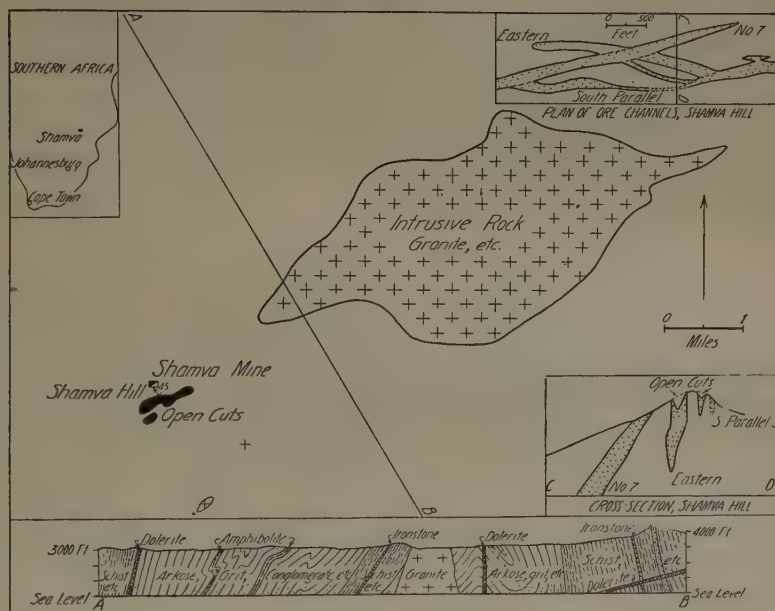 A
SOUTHERN AFRICA
Shamva
Johannesburg
Cape Town
0 500
Feet
Eastern
No 7
South Parallel
PLAN OF ORE CHANNELS, SHAMVA HILL
Intrusive Rock
Granite, etc.
0 1
Miles
Shamva Mine
Shamva Hill
45
Open Cuts
B
Open Cuts
S Parallel
Eastern
No 7
C D
CROSS-SECTION, SHAMVA HILL
Dolerite Amphibolite Ironstone Dolerite Ironstone
3000 Ft 4000 Ft
Schist etc Arkose, Grit, Conglomerate, etc Schist etc Granite Arkose, grit, etc Schist etc
Dolerite
Sea Level A B Sea Level